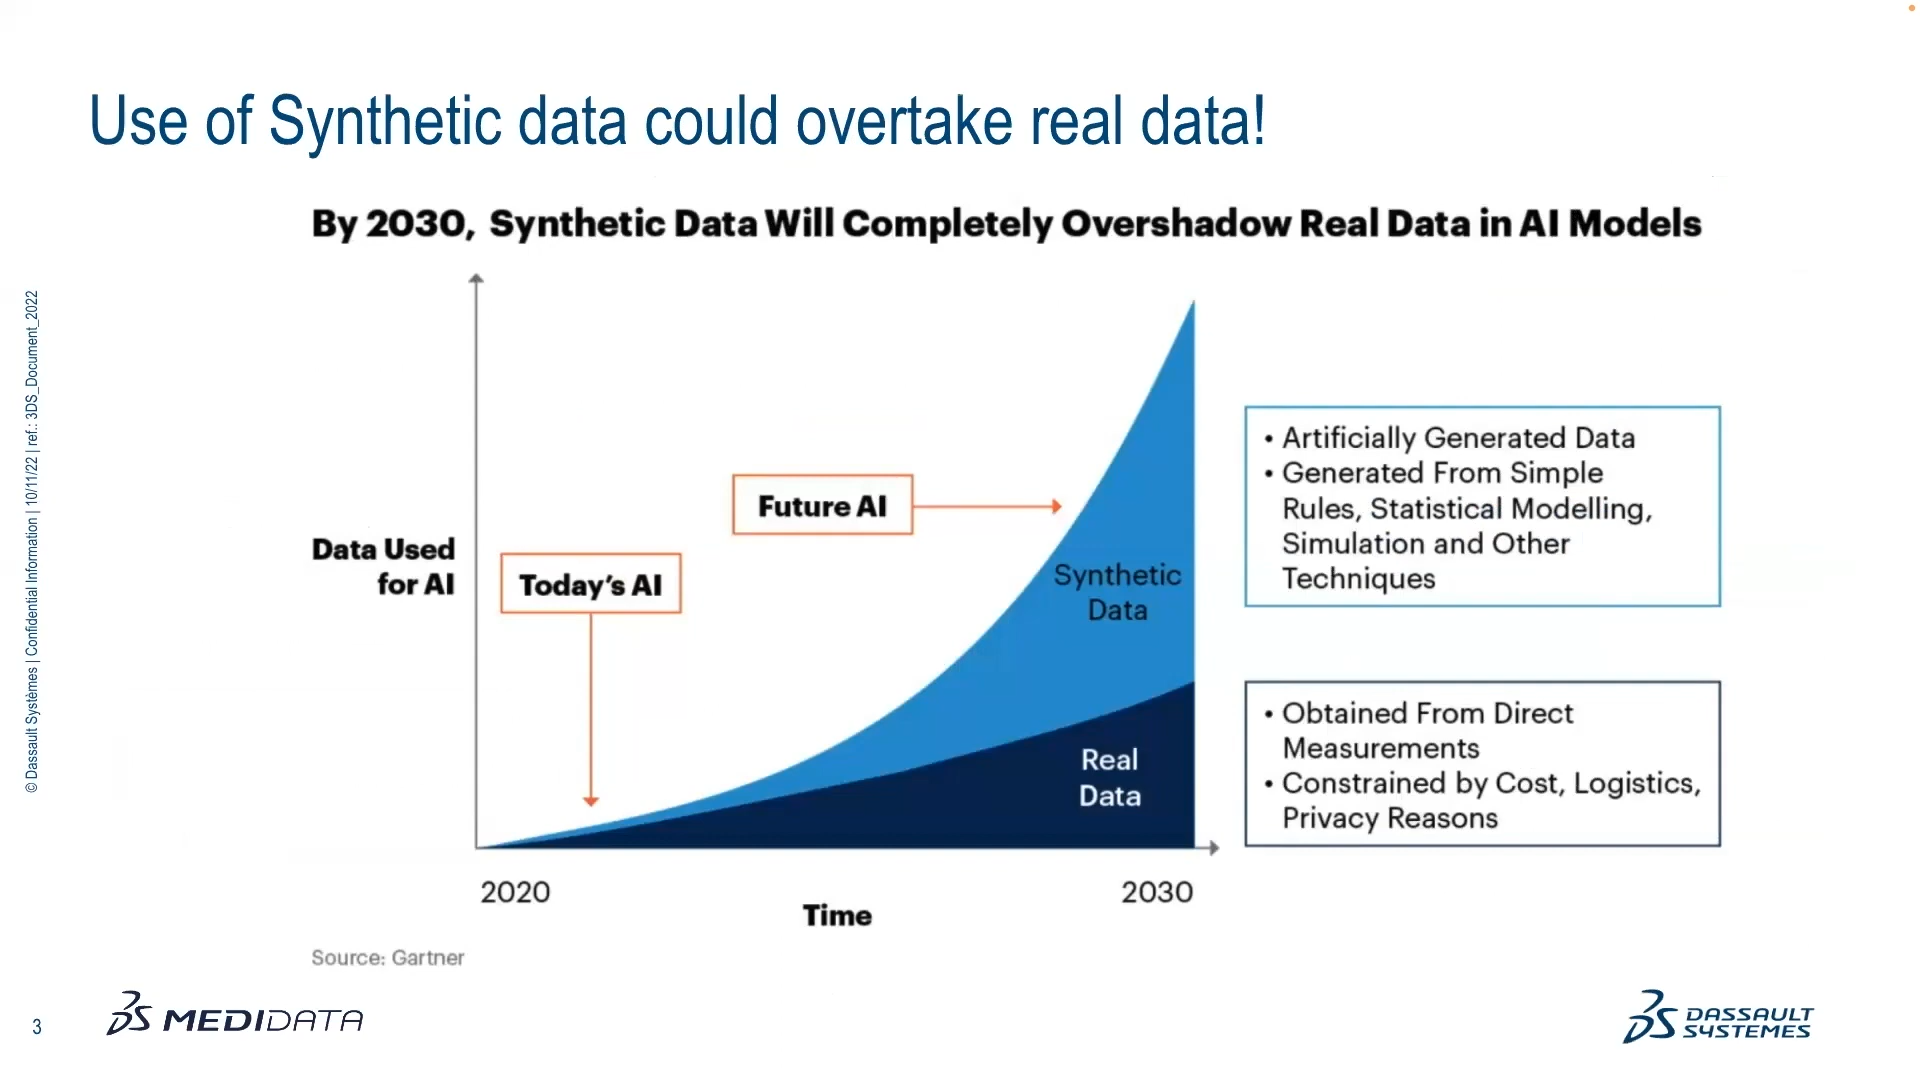 Use of Synthetic data could overtake real data!
By 2030, Synthetic Data Will Completely Overshadow Real Data in AI Models
© Dassault Systèmes | Confidential Information | 10/11/22 | ref.: 3DS_Document_2022
Data Used
for AI
Today's AI
Future AI
Synthetic
Data
Real
Data
• Artificially Generated Data
• Generated From Simple
Rules, Statistical Modelling,
Simulation and Other
Techniques
• Obtained From Direct
Measurements
• Constrained by Cost, Logistics,
Privacy Reasons
2020
2030
Time
Source: Gartner
3
3DS MEDIDATA
3DS DASSAULT
SYSTEMES